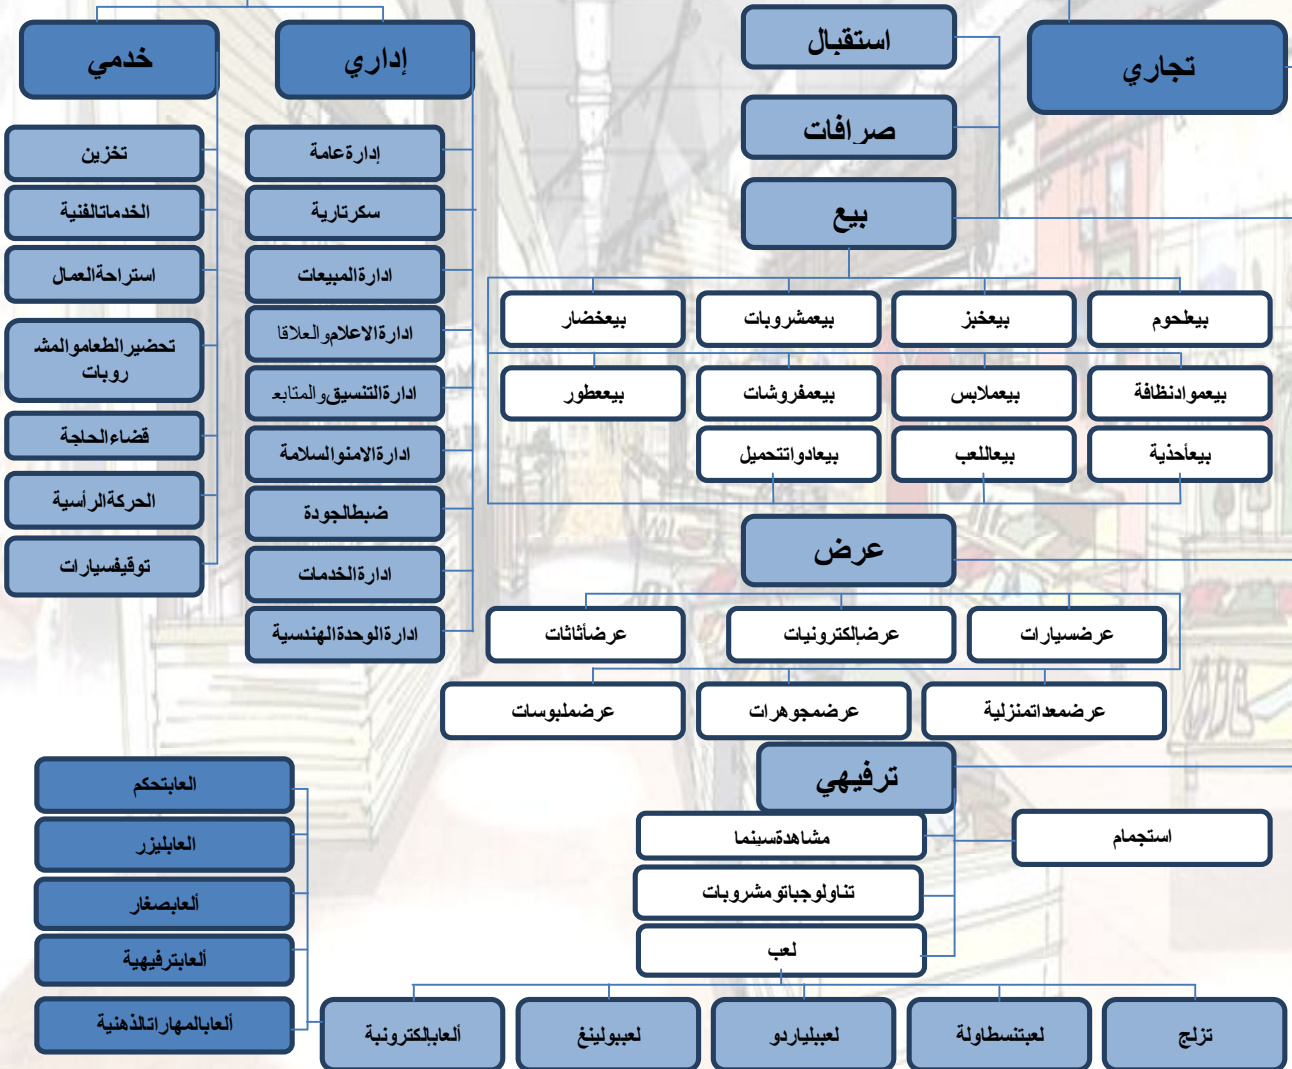 تجاري
استقبال
صرافات
بيع
بيعلحوم
بيعخبز
بيعمشروبات
بيعخضار
بيعموادنظافة
بيعملابس
بيعمفروشات
بيععطور
بيعأحذية
بيعاللعب
بيعادواتتجميل
عرض
عرضسيارات
عرضإلكترونيات
عرضأثاثات
عرضمعداتمنزلية
عرضمجوهرات
عرضملبوسات
ترفيهي
استجمام
مشاهدةسينما
تناولوجباتومشروبات
لعب
تزلج
لعبتنسطاولة
لعببلياردو
لعببولينغ
ألعابإلكترونية
العابتحكم
العابليزر
ألعابصغار
ألعابترفيهية
ألعابالمهاراتالذهنية
إداري
إدارةعامة
سكرتارية
ادارةالمبيعات
ادارةالاعلاموالعلاقا
ادارةالتنسيقوالمتابع
ادارةالامنوالسلامة
ضبطالجودة
ادارةالخدمات
ادارةالوحدةالهندسية
خدمي
تخزين
الخدماتالفنية
استراحةالعمال
تحضيرالطعاموالمش
روبات
قضاءالحاجة
الحركةالرأسية
توقيفسيارات